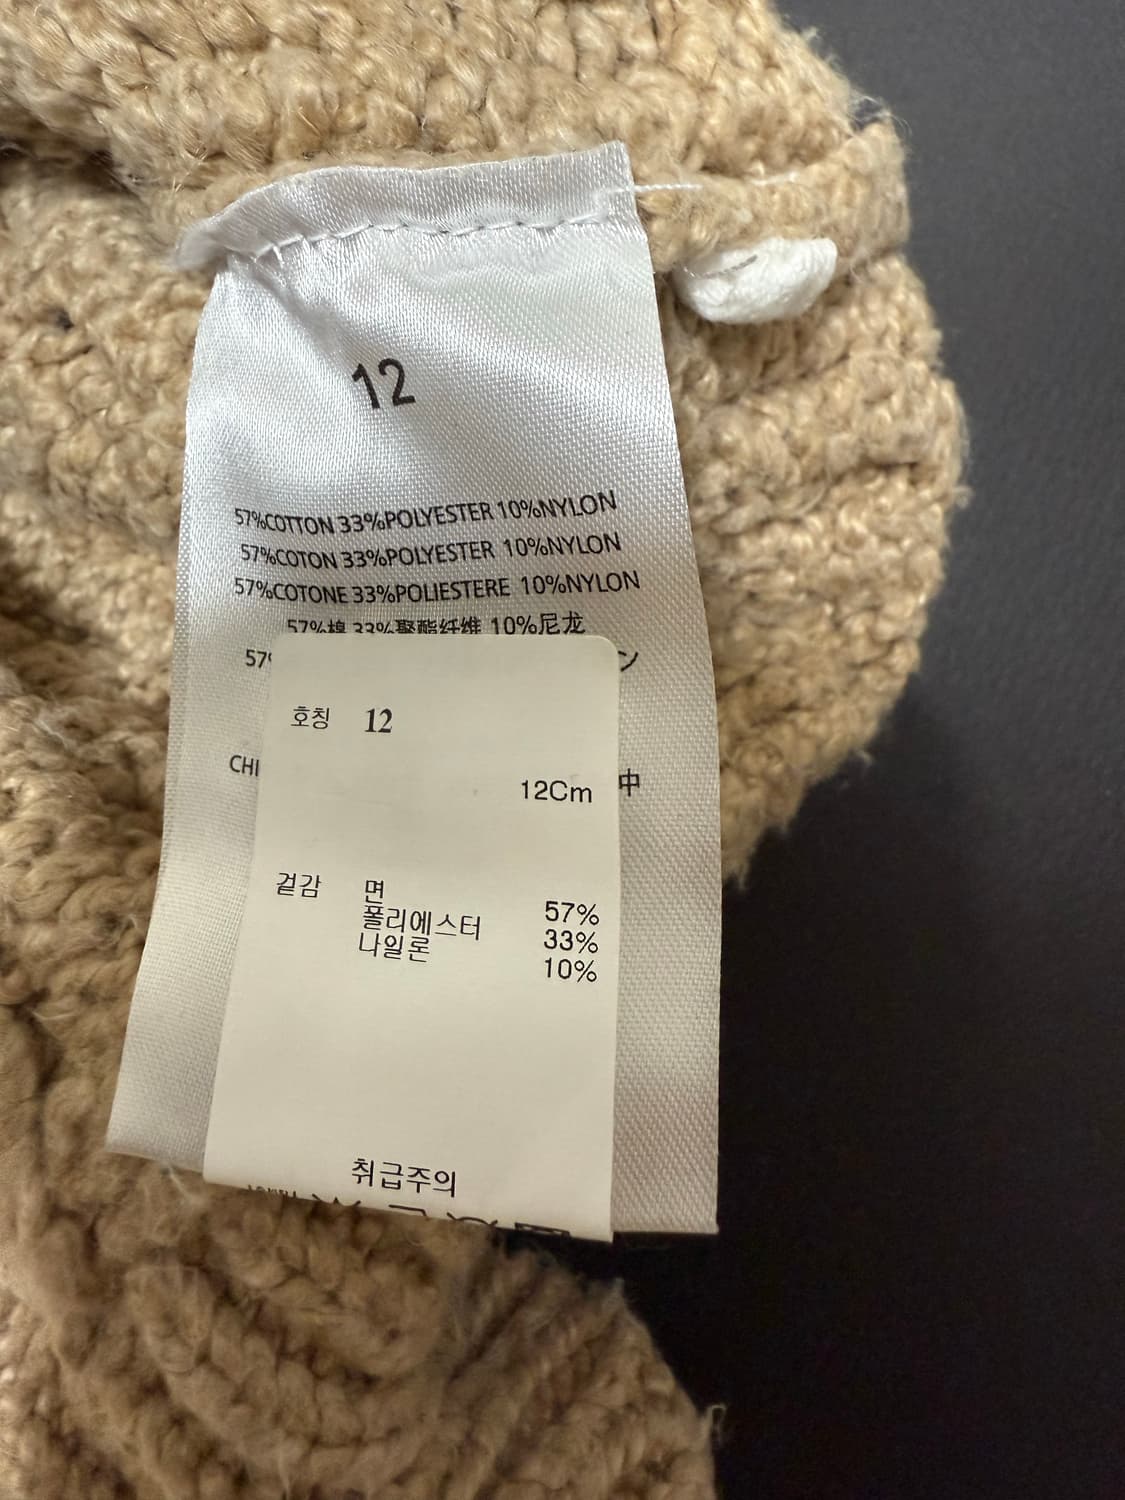 12
57%COTTON 33%POLYESTER 10%NYLON
57%COTON 33%POLYESTER 10%NYLON
57%COTONE 33%POLIESTERE 10%NYLON
57%棉 33%聚酯纤维 10%尼龙
57% ン
호칭 12
CHI 中
12Cm
겉감 면 57%
폴리에스터 33%
나일론 10%
취급주의